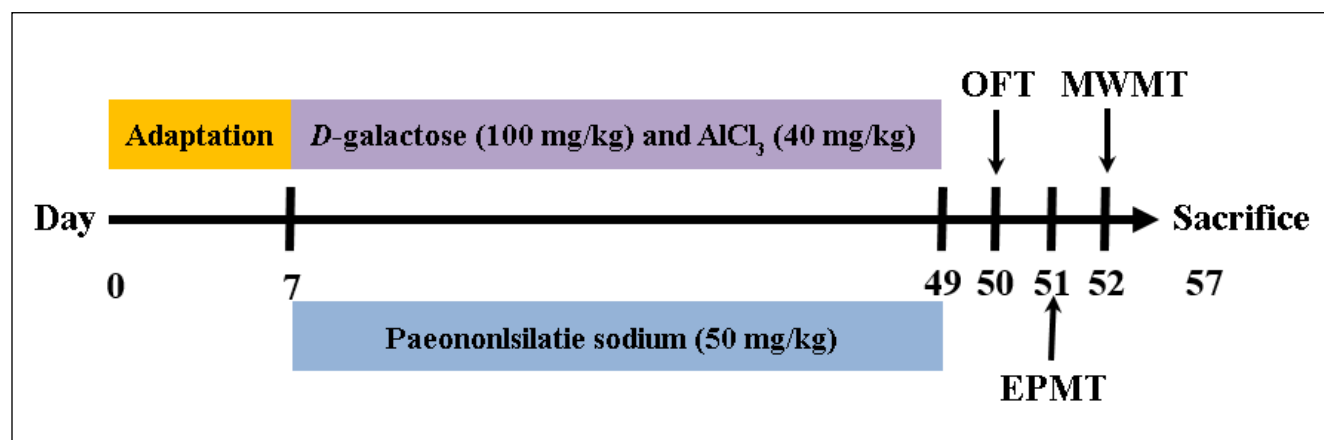 OFT MWMT
Adaptation D-galactose (100 mg/kg) and AlCl₃ (40 mg/kg)
Day Sacrifice
0 7 49 50 51 52 57
Paeononlsilatie sodium (50 mg/kg)
EPMT